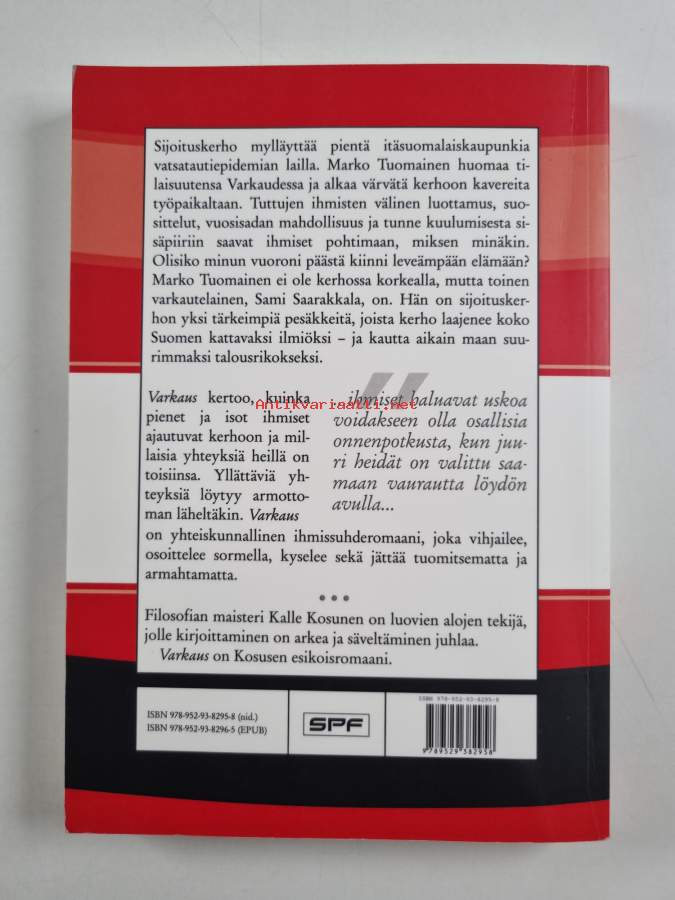 Sijoituskerho mylläyttää pientä itäsuomalaiskaupunkia
vatsatautiepidemian lailla. Marko Tuomainen huomaa ti-
laisuutensa Varkaudessa ja alkaa värvätä kerhoon kavereita
työpaikaltaan. Tuttujen ihmisten välinen luottamus, suo-
sittelut, vuosisadan mahdollisuus ja tunne kuulumisesta si-
säpiiriin saavat ihmiset pohtimaan, miksen minäkin.
Olisiko minun vuoroni päästä kiinni leveämpään elämään?
Marko Tuomainen ei ole kerhossa korkealla, mutta toinen
varkautelainen, Sami Saarakkala, on. Hän on sijoitusker-
hon yksi tärkeimpiä pesäkkeitä, joista kerho laajenee koko
Suomen kattavaksi ilmiöksi – ja kautta aikain maan suu-
rimmaksi talousrikokseksi.
Varkaus kertoo, kuinka
pienet ja isot ihmiset
ajautuvat kerhoon ja mil-
laisia yhteyksiä heillä on
toisiinsa. Yllättäviä yh-
teyksiä löytyy armotto-
man läheltäkin. Varkaus
on yhteiskunnallinen ihmissuhderomaani, joka vihjailee,
osoittelee sormella, kyselee sekä jättää tuomitsematta ja
armahtamatta.
"
...ihmiset haluavat uskoa
voidakseen olla osallisia
onnenpotkusta, kun juu-
ri heidät on valittu saa-
maan vaurautta löydön
avulla...
Antikvariaatti.net
•••
Filosofian maisteri Kalle Kosunen on luovien alojen tekijä,
jolle kirjoittaminen on arkea ja säveltäminen juhlaa.
Varkaus on Kosusen esikoisromaani.
ISBN 978-952-93-8295-8 (nid.)
ISBN 978-952-93-8296-5 (EPUB)
SPF
ISBN 978-952-93-8295-8
9 789529 382958